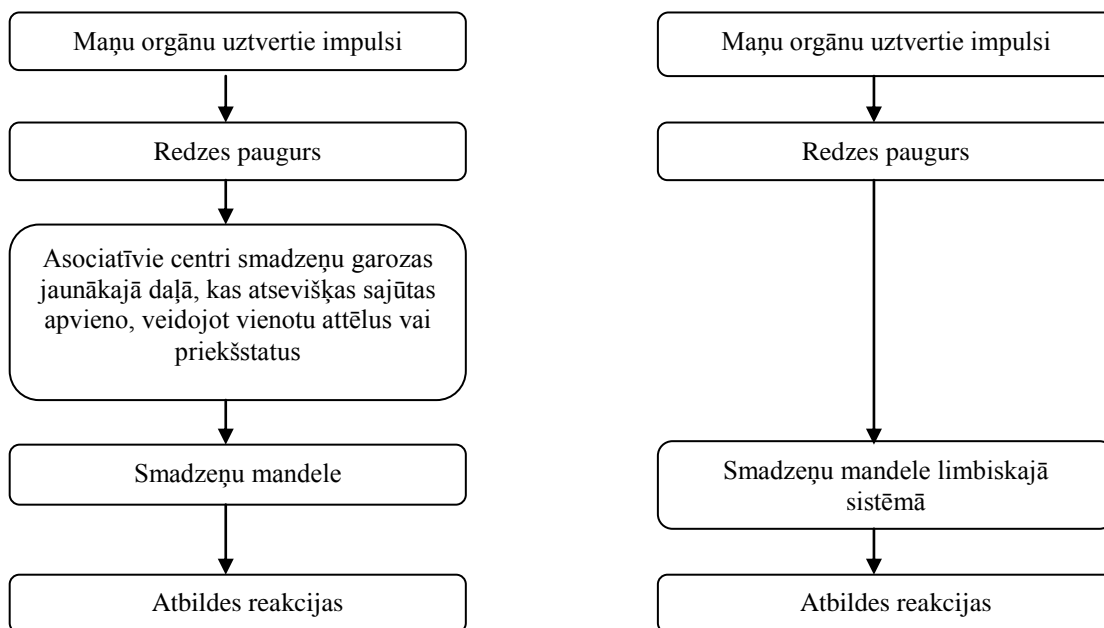 Maņu orgānu uztvertie impulsi
Redzes paugurs
Asociatīvie centri smadzeņu garozas
jaunākajā daļā, kas atsevišķas sajūtas
apvieno, veidojot vienotu attēlus vai
priekšstatus
Smadzeņu mandele
Atbildes reakcijas
Maņu orgānu uztvertie impulsi
Redzes paugurs
Smadzeņu mandele limbiskajā
sistēmā
Atbildes reakcijas